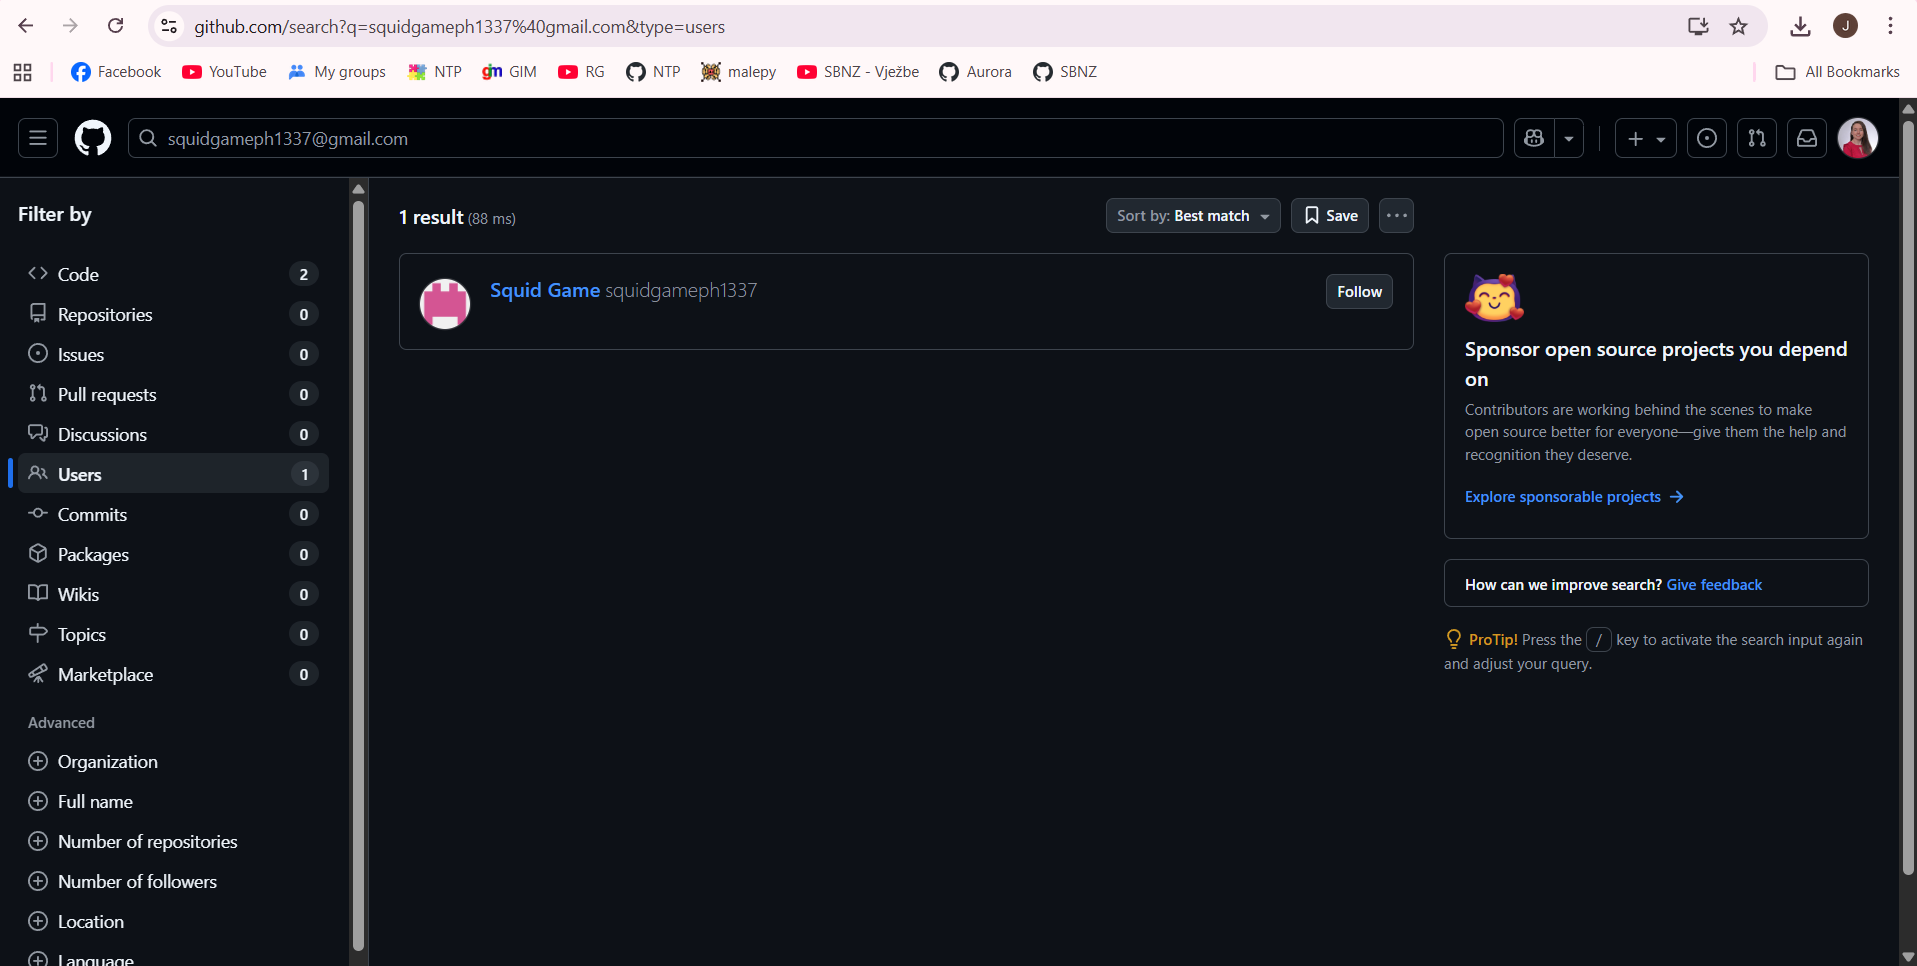 github.com/search?q=squidgameph1337%40gmail.com&type=users
J
Facebook
YouTube
My groups
NTP
gm GIM
RG
NTP
malepy
SBNZ - Vježbe
Aurora
SBNZ
All Bookmarks
squidgameph1337@gmail.com
Filter by
Code 2
Repositories 0
Issues 0
Pull requests 0
Discussions 0
Users 1
Commits 0
Packages 0
Wikis 0
Topics 0
Marketplace 0
Advanced
Organization
Full name
Number of repositories
Number of followers
Location
Language
1 result (88 ms)
Sort by: Best match
Save
Squid Game squidgameph1337
Follow
Sponsor open source projects you depend
on
Contributors are working behind the scenes to make
open source better for everyone—give them the help and
recognition they deserve.
Explore sponsorable projects →
How can we improve search? Give feedback
ProTip! Press the / key to activate the search input again
and adjust your query.